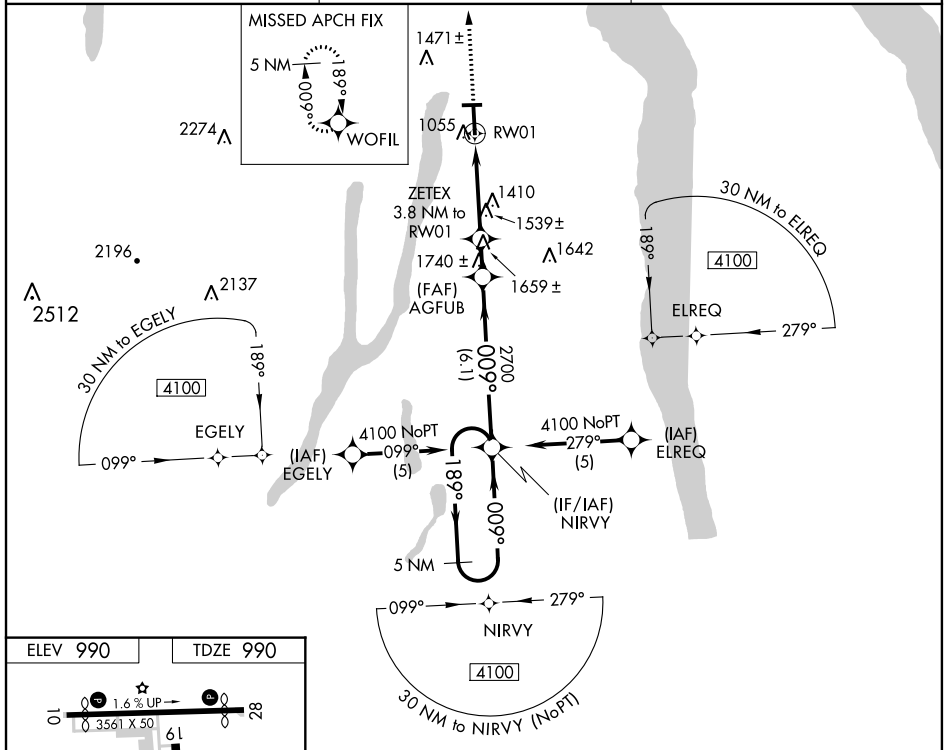 MISSED APCH FIX
5 NM
189°
009°
WOFIL
1471±
2274
1055
RW01
ZETEX
3.8 NM to
RW01
1410
1539±
1642
1740 ±
1659 ±
(FAF)
AGFUB
2196
2137
2512
30 NM to EGELY
189°
4100
EGELY
099°
30 NM to ELREQ
189°
4100
ELREQ
279°
2700
009°
(6.1)
4100 NoPT
099°
(5)
(IAF)
EGELY
4100 NoPT
279°
(5)
(IAF)
ELREQ
(IF/IAF)
NIRVY
189°
009°
5 NM
099°
279°
NIRVY
4100
30 NM to NIRVY (NoPT)
ELEV 990
TDZE 990
P
P
1.6 % UP
10
28
3561 X 50
19